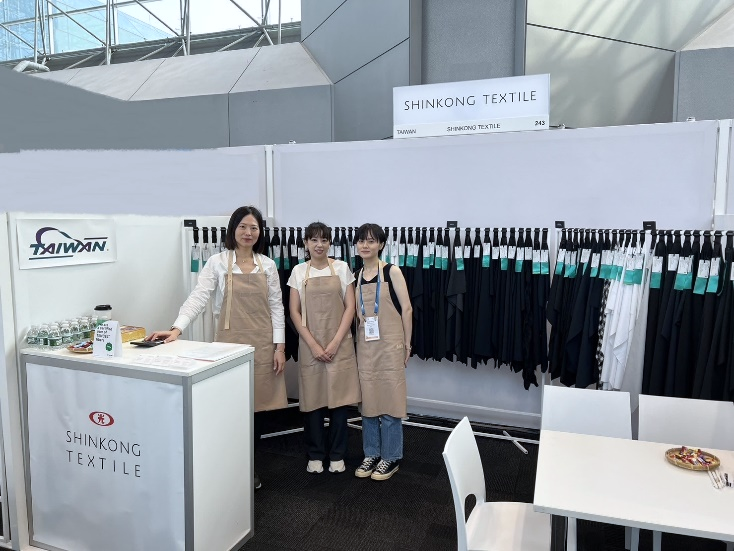 SHINKONG TEXTILE
TAIWAN SHINKONG TEXTILE 243
TAIWAN
SHINKONG
TEXTILE